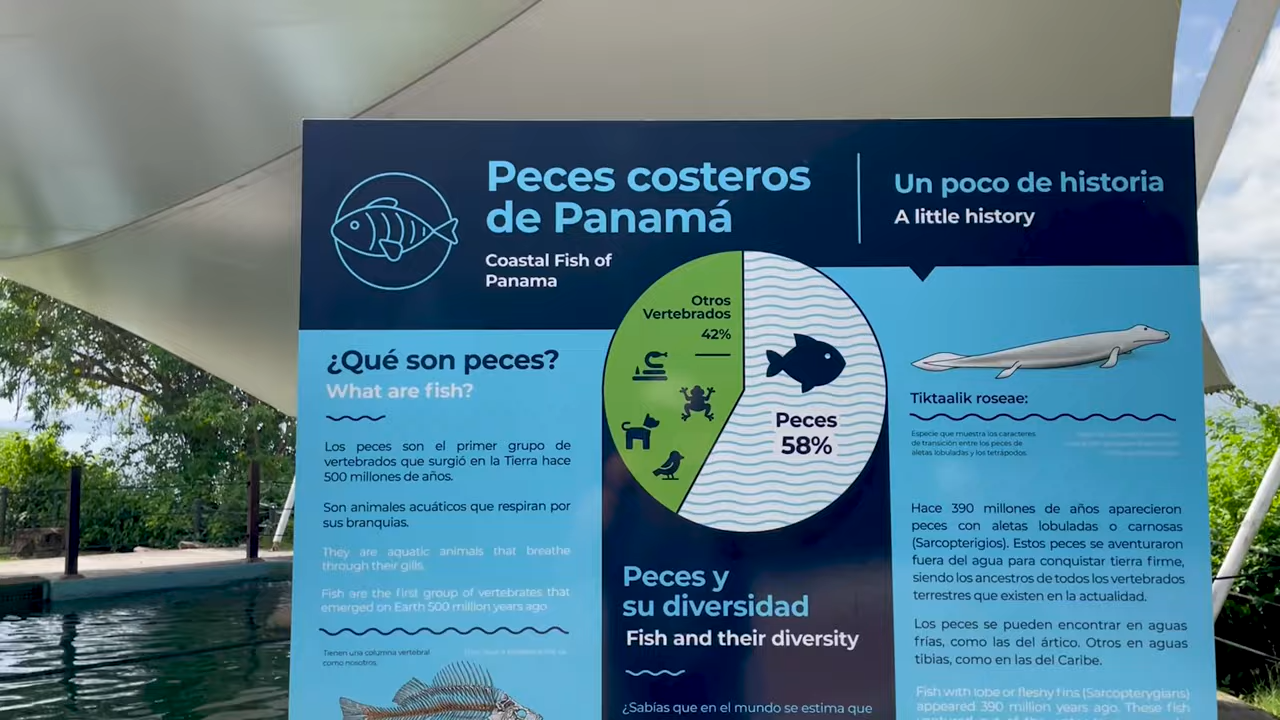 Peces costeros
de Panamá
Coastal Fish of
Panama
Un poco de historia
A little history
¿Qué son peces?
What are fish?
Los peces son el primer grupo de
vertebrados que surgió en la Tierra hace
500 millones de años.
Son animales acuáticos que respiran por
sus branquias.
They are aquatic animals that breathe
through their gills.
Fish are the first group of vertebrates that
emerged on Earth 500 million years ago
Tienen una columna vertebral
como nosotros.
Otros
Vertebrados
42%
Peces
58%
Peces y
su diversidad
Fish and their diversity
¿Sabías que en el mundo se estima que
Tiktaalik roseae:
Especie que muestra los caracteres
de transición entre los peces de
aletas lobuladas y los tetrápodos.
Hace 390 millones de años aparecieron
peces con aletas lobuladas o carnosas
(Sarcopterigios). Estos peces se aventuraron
fuera del agua para conquistar tierra firme,
siendo los ancestros de todos los vertebrados
terrestres que existen en la actualidad.
Los peces se pueden encontrar en aguas
frías, como las del ártico. Otros en aguas
tibias, como en las del Caribe.
Fish with lobe or fleshy fins (Sarcopterygians)
appeared 390 million years ago. These fish